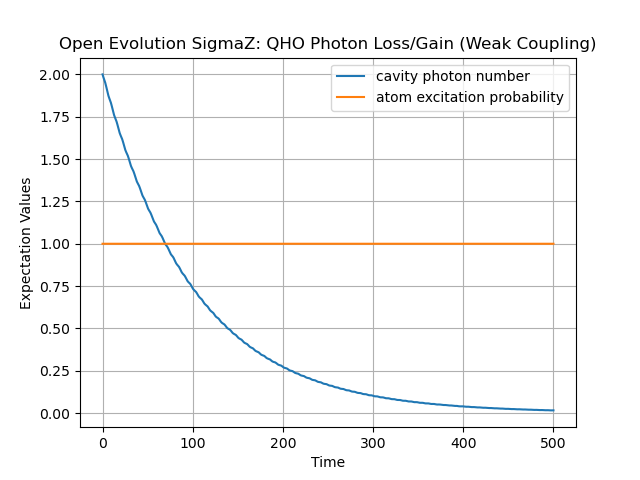 Open Evolution SigmaZ: QHO Photon Loss/Gain (Weak Coupling)
cavity photon number
atom excitation probability
2.00
1.75
1.50
1.25
1.00
0.75
0.50
0.25
0.00
Expectation Values
0 100 200 300 400 500
Time